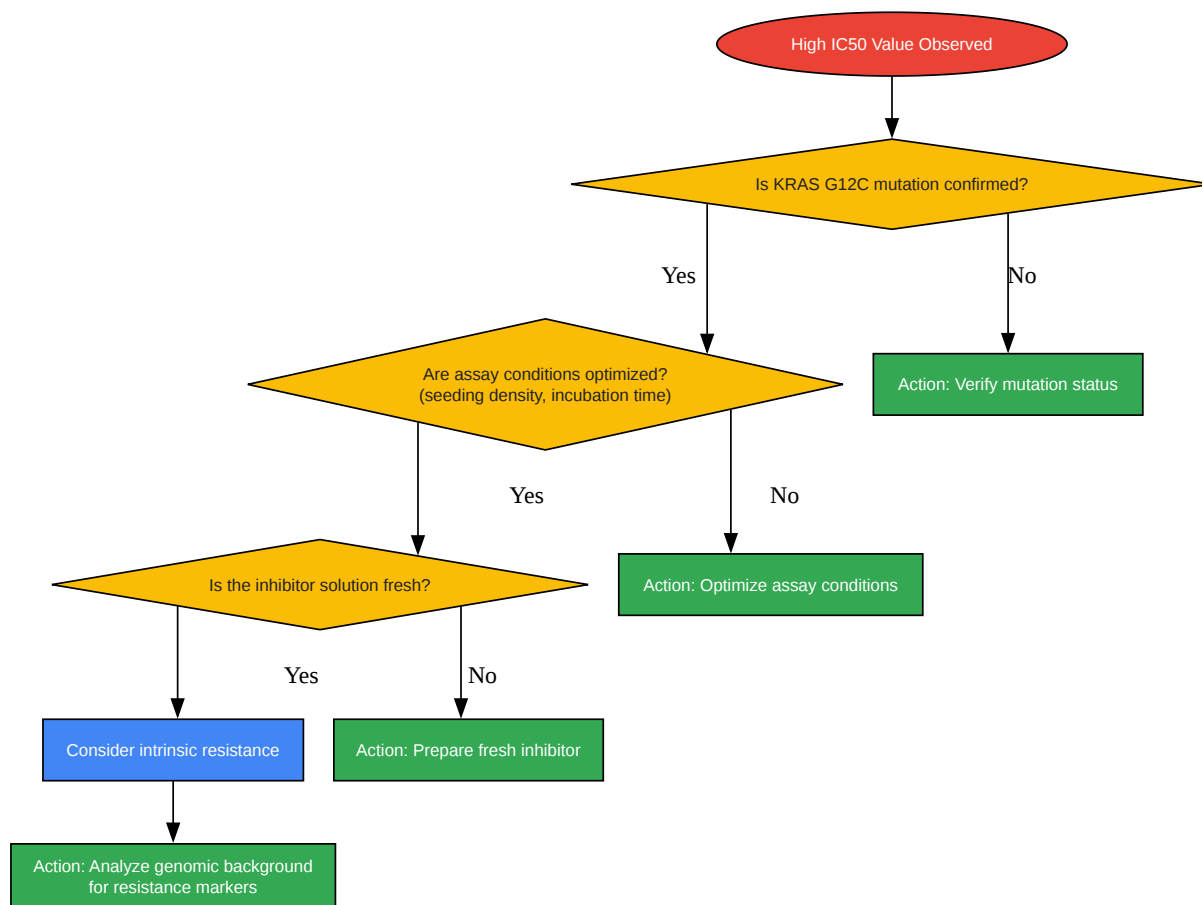 High IC50 Value Observed
Is KRAS G12C mutation confirmed?
Yes
No
Are assay conditions optimized?
(seeding density, incubation time)
Action: Verify mutation status
Yes
No
Is the inhibitor solution fresh?
Action: Optimize assay conditions
Yes
No
Consider intrinsic resistance
Action: Prepare fresh inhibitor
Action: Analyze genomic background
for resistance markers